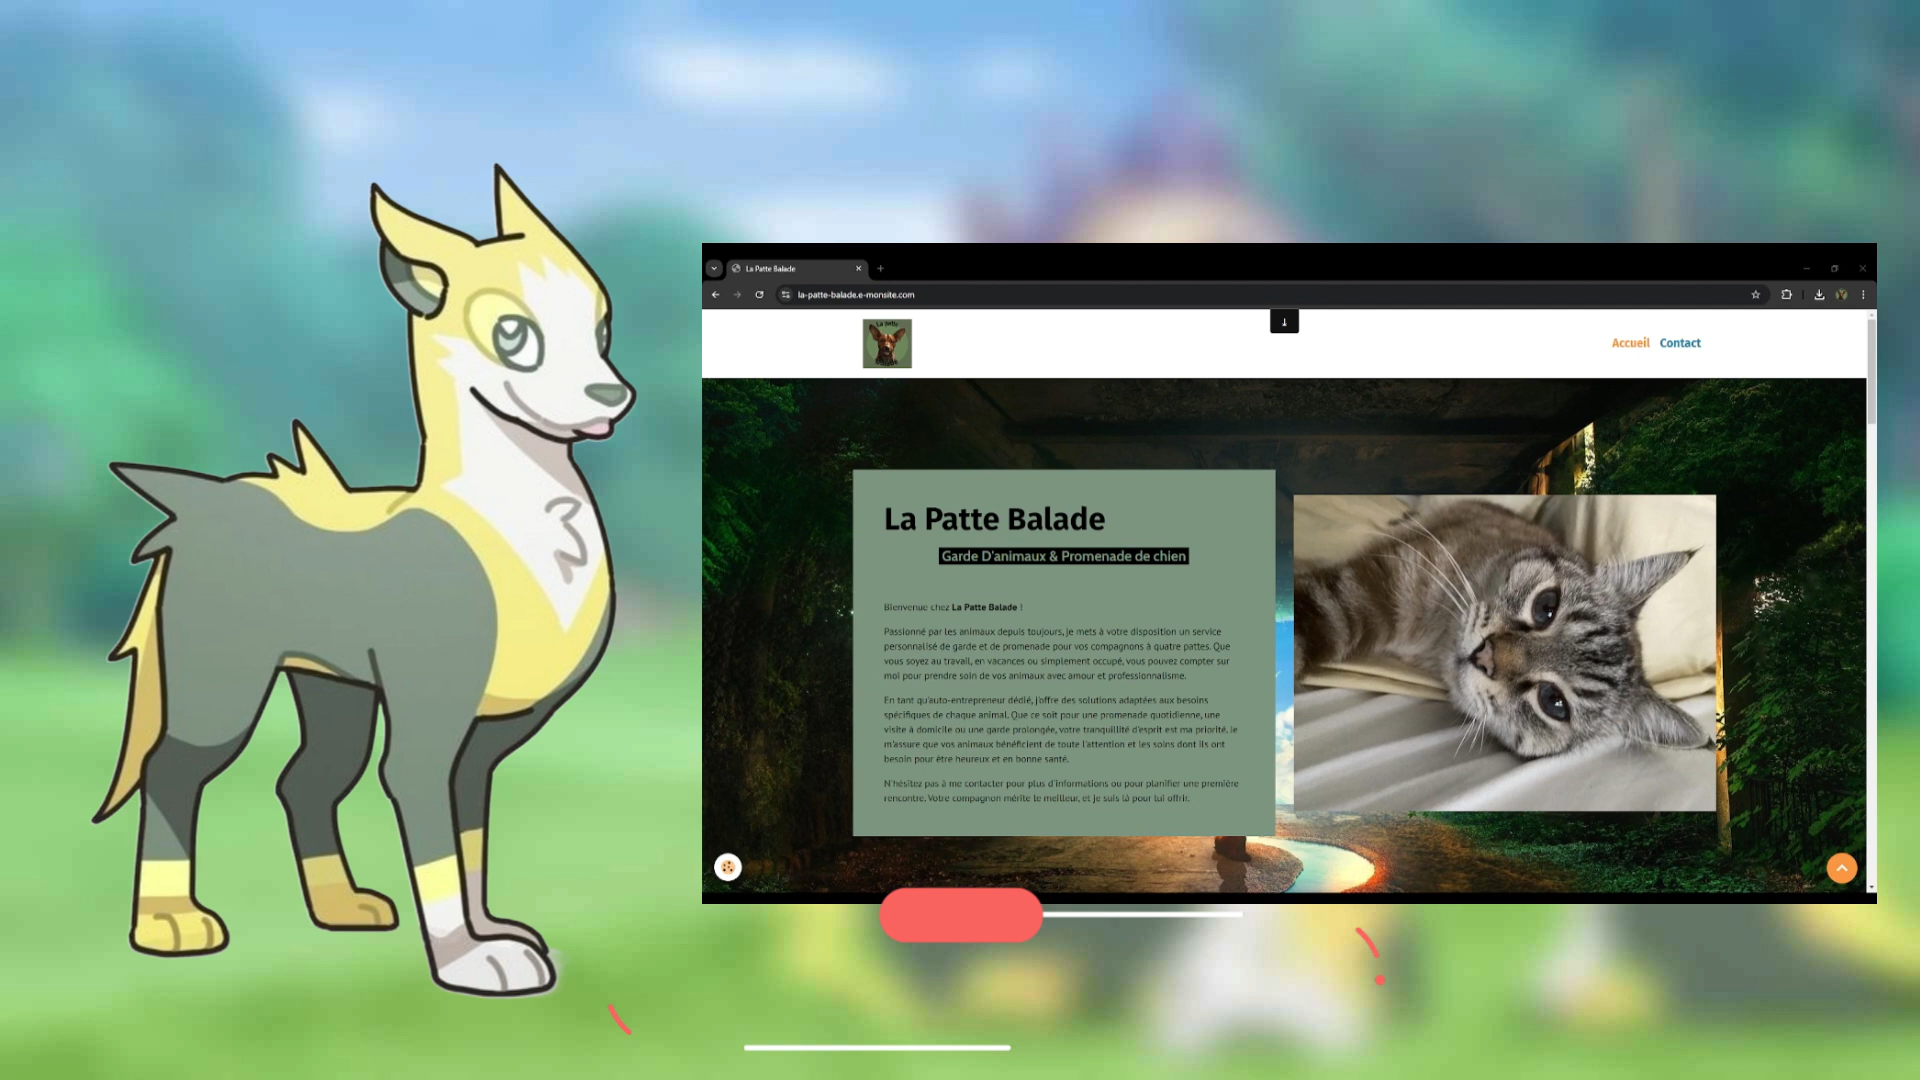 La Patte Balade
la-patte-balade.e-monsite.com
La patte
Accueil Contact
La Patte Balade
Garde D'animaux & Promenade de chien
Bienvenue chez La Patte Balade !
Passionné par les animaux depuis toujours, je mets à votre disposition un service
personnalisé de garde et de promenade pour vos compagnons à quatre pattes. Que
vous soyez au travail, en vacances ou simplement occupé, vous pouvez compter sur
moi pour prendre soin de vos animaux avec amour et professionnalisme.
En tant qu'auto-entrepreneur dédié, j'offre des solutions adaptées aux besoins
spécifiques de chaque animal. Que ce soit pour une promenade quotidienne, une
visite à domicile ou une garde prolongée, votre tranquillité d'esprit est ma priorité. Je
m'assure que vos animaux bénéficient de toute l'attention et les soins dont ils ont
besoin pour être heureux et en bonne santé.
N'hésitez pas à me contacter pour plus d'informations ou pour planifier une première
rencontre. Votre compagnon mérite le meilleur, et je suis là pour lui offrir.